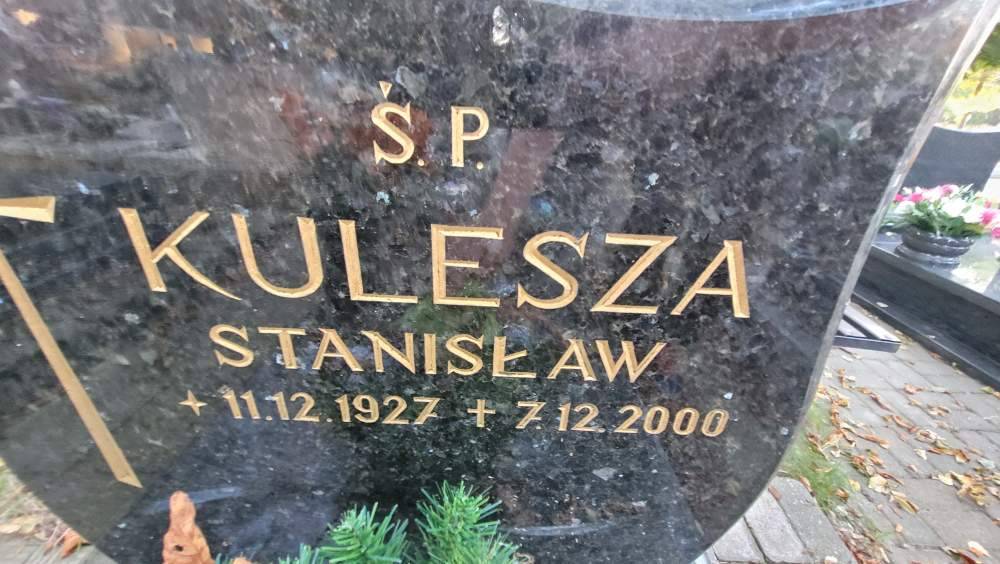 Ś. P.
KULESZA
STANISŁAW
11.12.1927 + 7 12.2000